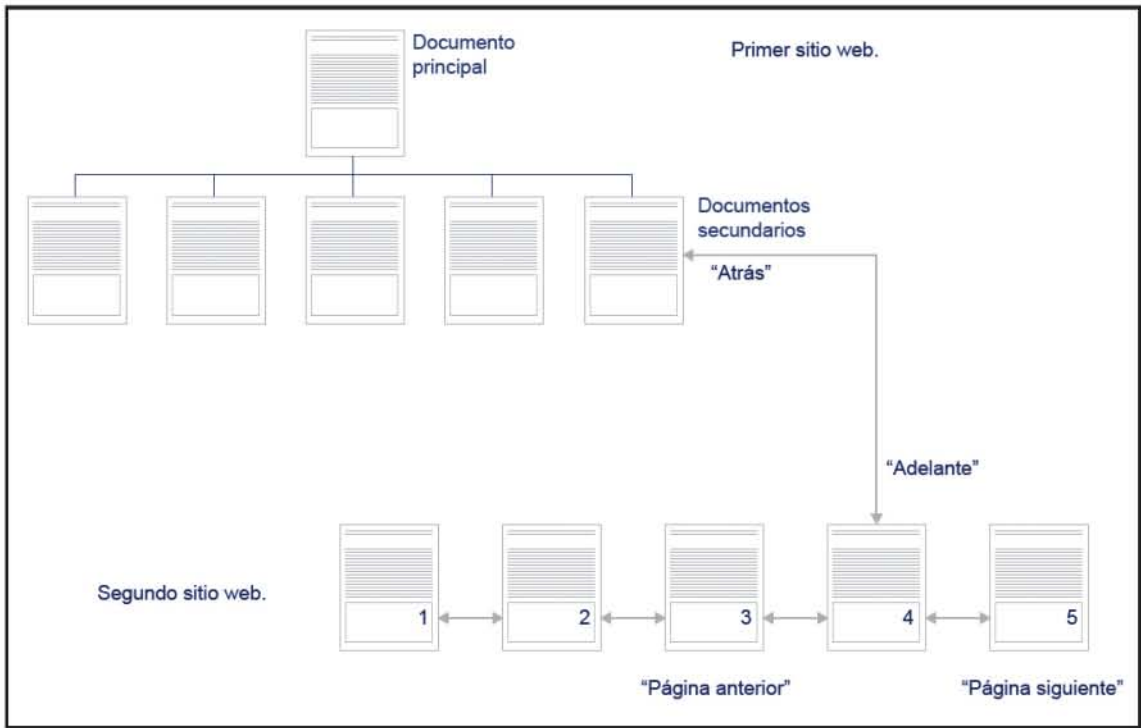 Documento
principal
Primer sitio web.
Documentos
secundarios
“Atrás”
“Adelante”
Segundo sitio web.
1
2
3
4
5
“Página anterior”
“Página siguiente”